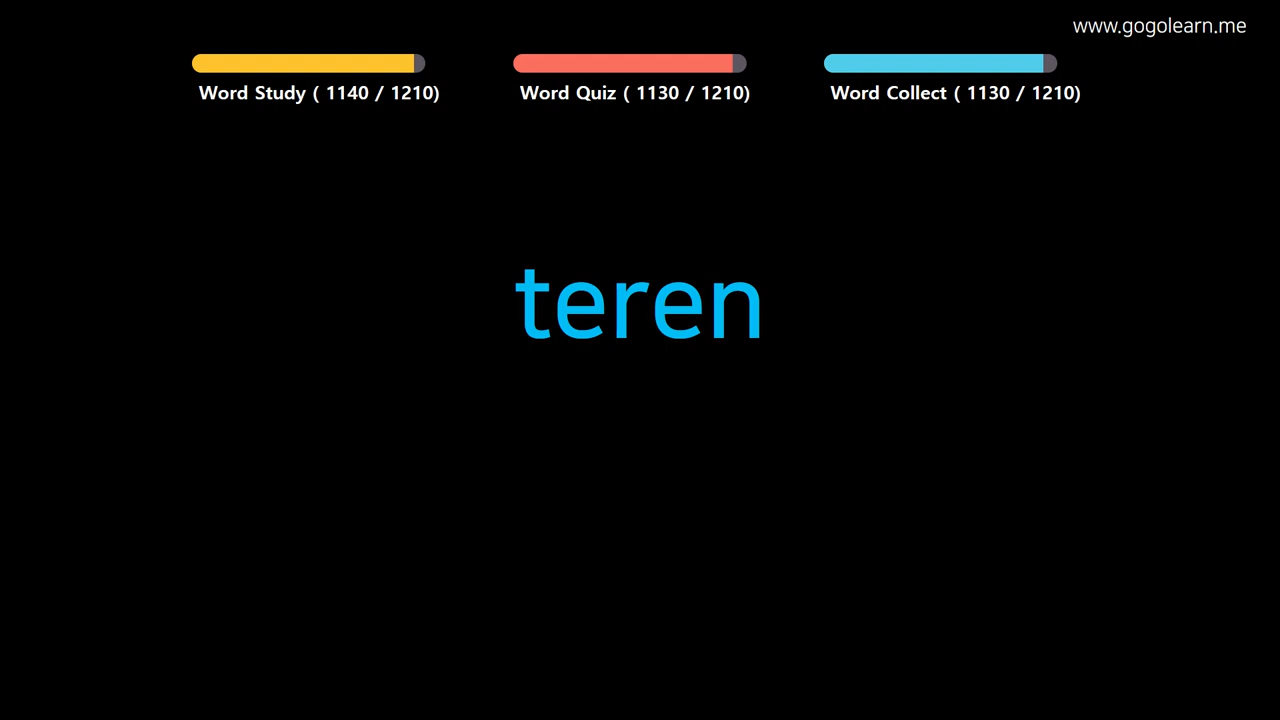 www.gogolearn.me
Word Study ( 1140 / 1210)
Word Quiz ( 1130 / 1210)
Word Collect ( 1130 / 1210)
teren